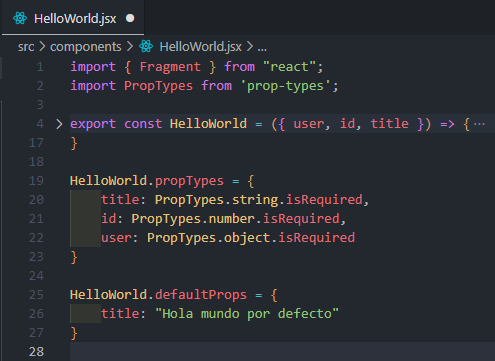 HelloWorld.jsx ●
src > components > HelloWorld.jsx > ...
1 import { Fragment } from "react";
2 import PropTypes from 'prop-types';
3
4 > export const HelloWorld = ({ user, id, title }) => {···
17 }
18
19 HelloWorld.propTypes = {
20     title: PropTypes.string.isRequired,
21     id: PropTypes.number.isRequired,
22     user: PropTypes.object.isRequired
23 }
24
25 HelloWorld.defaultProps = {
26     title: "Hola mundo por defecto"
27 }
28